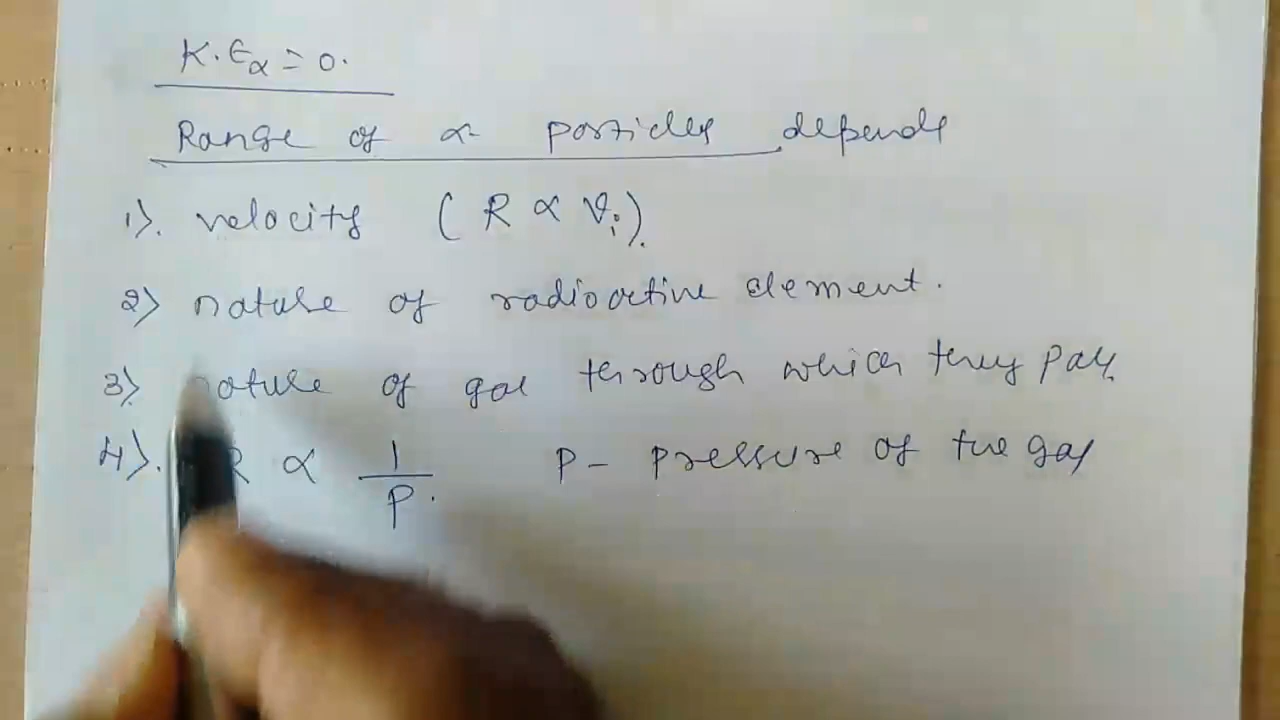 K.Eα = 0.
Range of α- particles depends
1). velocity (R ∝ vi).
2) nature of radioactive element.
3). nature of gas through which they pass.
4). R ∝ 1/P. P - pressure of the gas